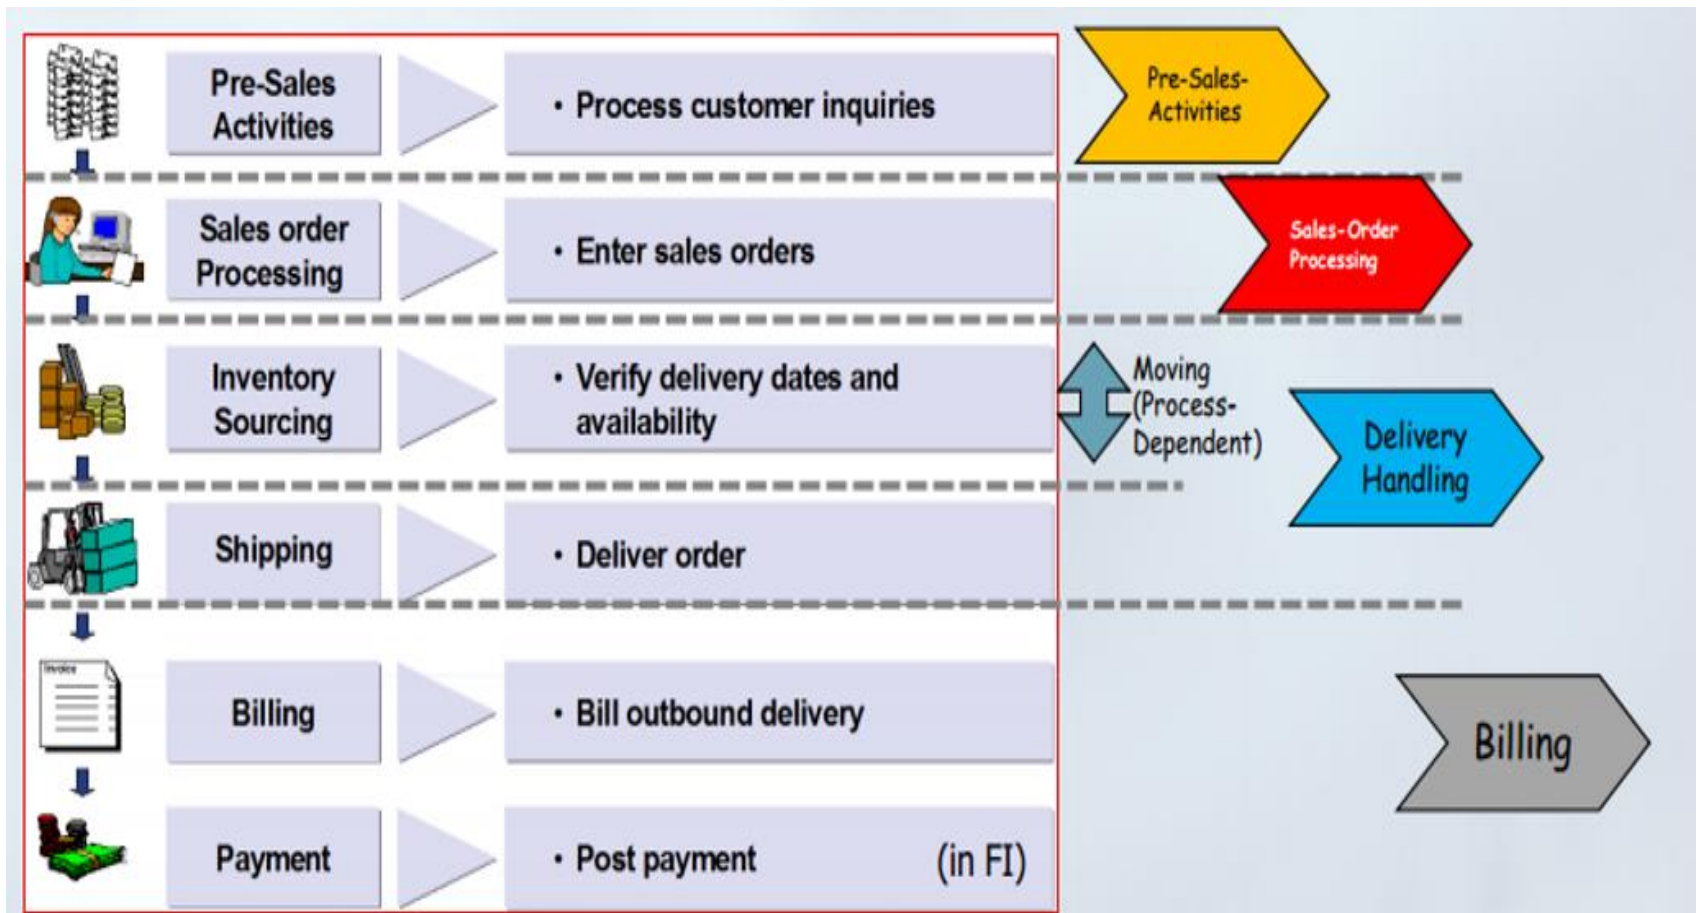 Pre-Sales
Activities
• Process customer inquiries
Pre-Sales-
Activities
Sales order
Processing
• Enter sales orders
Sales-Order
Processing
Inventory
Sourcing
• Verify delivery dates and
availability
Moving
(Process-
Dependent)
Delivery
Handling
Shipping
• Deliver order
Invoice
Billing
• Bill outbound delivery
Billing
Payment
• Post payment
(in FI)